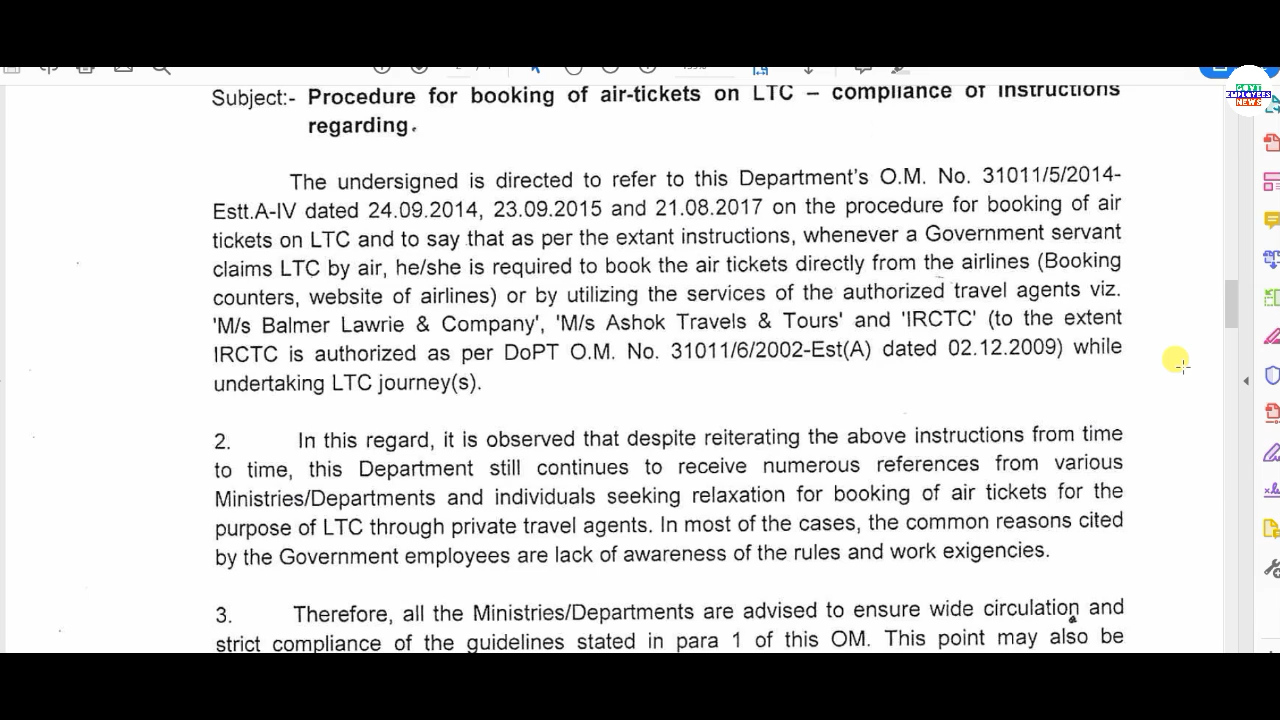 Subject:- Procedure for booking of air-tickets on LTC – compliance of instructions
regarding.
The undersigned is directed to refer to this Department's O.M. No. 31011/5/2014-
Estt.A-IV dated 24.09.2014, 23.09.2015 and 21.08.2017 on the procedure for booking of air
tickets on LTC and to say that as per the extant instructions, whenever a Government servant
claims LTC by air, he/she is required to book the air tickets directly from the airlines (Booking
counters, website of airlines) or by utilizing the services of the authorized travel agents viz.
'M/s Balmer Lawrie & Company', 'M/s Ashok Travels & Tours' and 'IRCTC' (to the extent
IRCTC is authorized as per DoPT O.M. No. 31011/6/2002-Est(A) dated 02.12.2009) while
undertaking LTC journey(s).
2. In this regard, it is observed that despite reiterating the above instructions from time
to time, this Department still continues to receive numerous references from various
Ministries/Departments and individuals seeking relaxation for booking of air tickets for the
purpose of LTC through private travel agents. In most of the cases, the common reasons cited
by the Government employees are lack of awareness of the rules and work exigencies.
3. Therefore, all the Ministries/Departments are advised to ensure wide circulation and
strict compliance of the guidelines stated in para 1 of this OM. This point may also be
GOVT
EMPLOYEES
NEWS